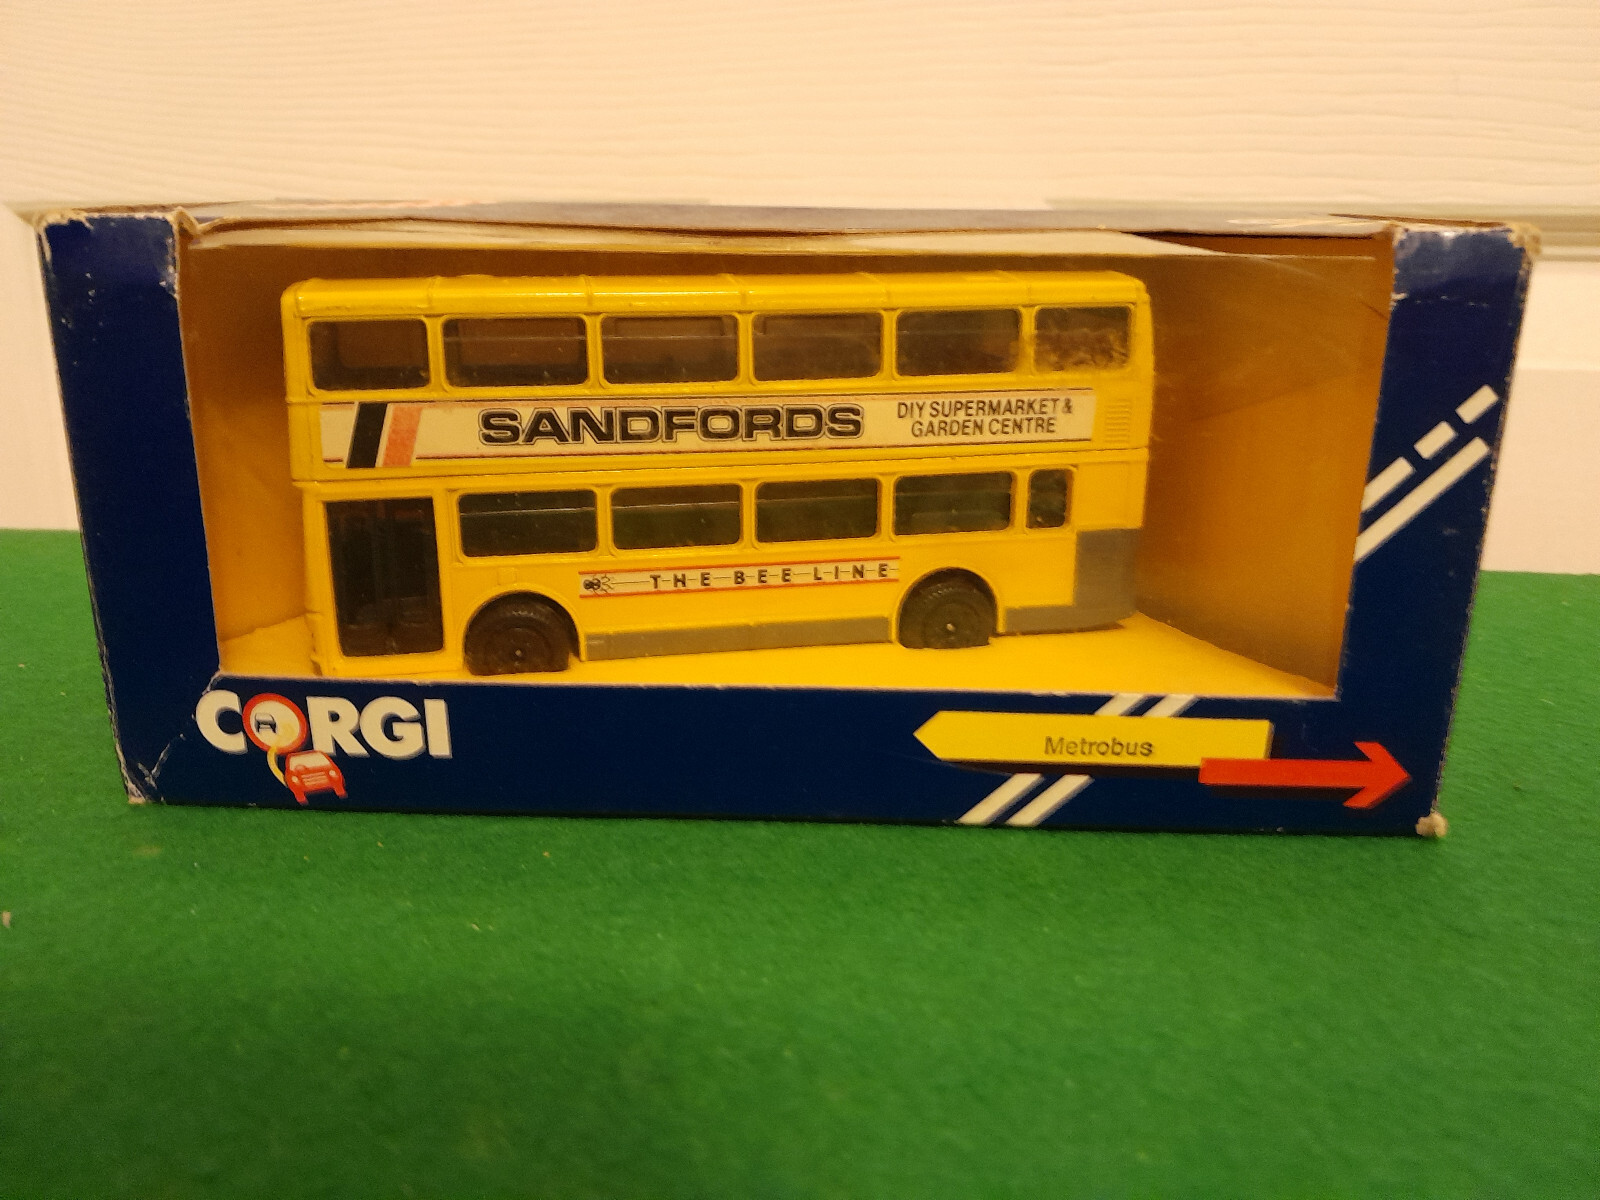 SANDFORDS
DIY SUPERMARKET &
GARDEN CENTRE
THE BEE LINE
CORGI
Metrobus